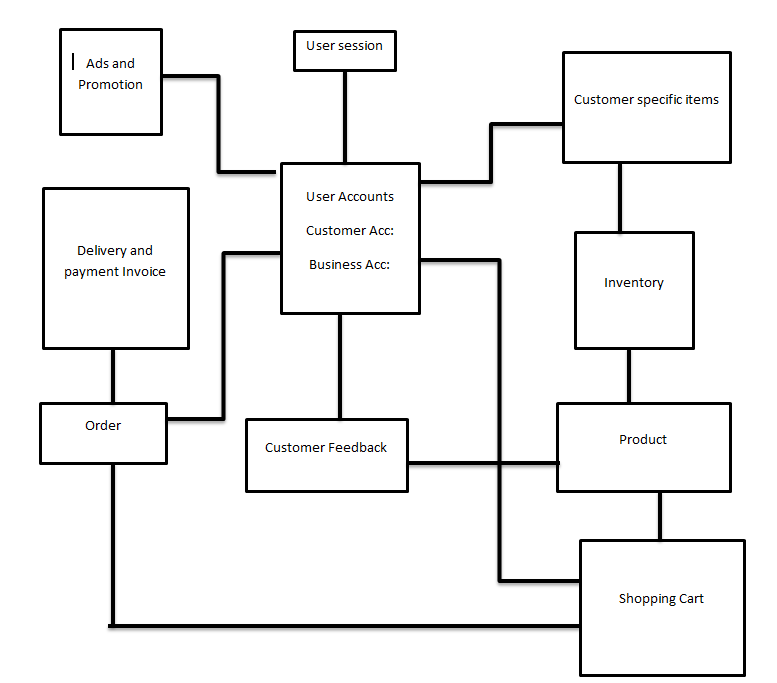 User session
Ads and
Promotion
Customer specific items
User Accounts
Customer Acc:
Business Acc:
Delivery and
payment Invoice
Inventory
Order
Customer Feedback
Product
Shopping Cart